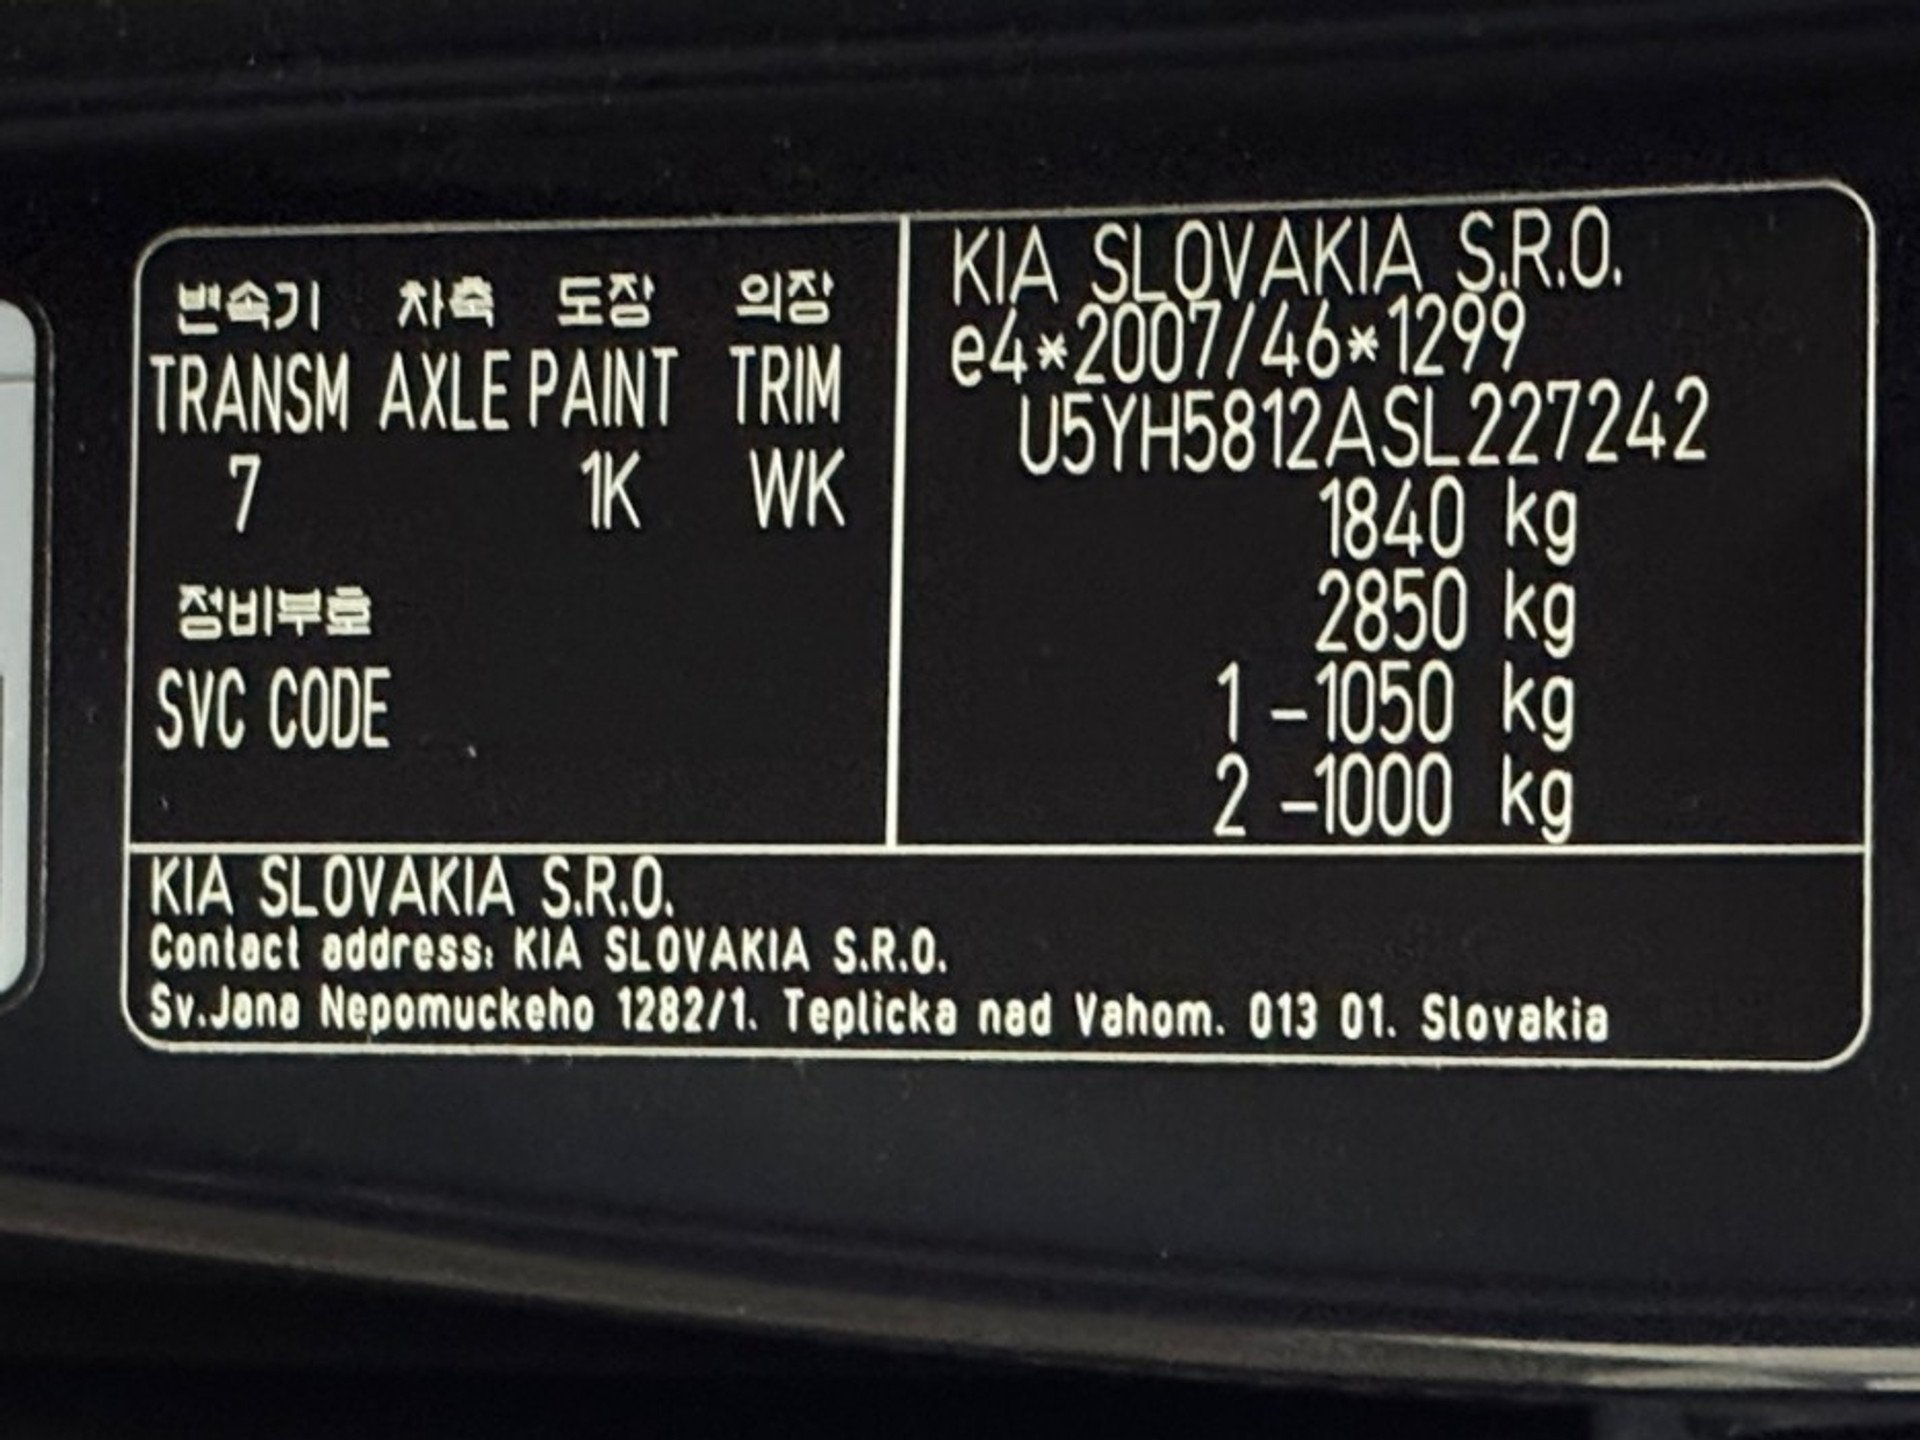 변속기 차축 도장 의장
TRANSM AXLE PAINT TRIM
7 1K WK
정비부호
SVC CODE
KIA SLOVAKIA S.R.O.
e4*2007/46*1299
U5YH5812ASL227242
1840 kg
2850 kg
1 -1050 kg
2 -1000 kg
KIA SLOVAKIA S.R.O.
Contact address: KIA SLOVAKIA S.R.O.
Sv.Jana Nepomuckeho 1282/1. Teplicka nad Vahom. 013 01. Slovakia